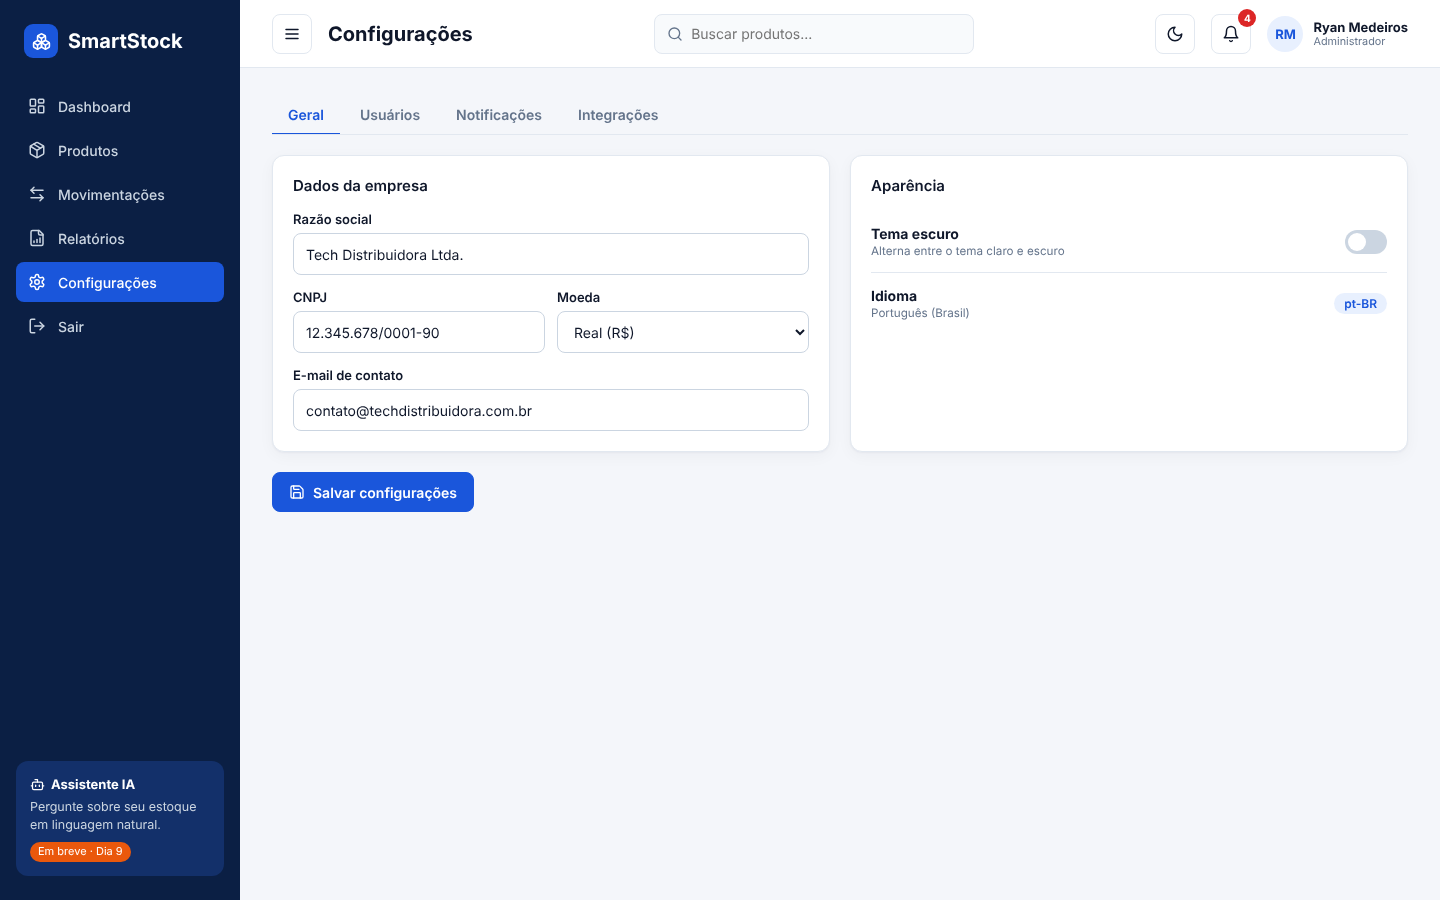 SmartStock
Dashboard
Produtos
Movimentações
Relatórios
Configurações
Sair
Assistente IA
Pergunte sobre seu estoque
em linguagem natural.
Em breve · Dia 9
Configurações
Buscar produtos...
4
RM
Ryan Medeiros
Administrador
Geral
Usuários
Notificações
Integrações
Dados da empresa
Razão social
Tech Distribuidora Ltda.
CNPJ
Moeda
12.345.678/0001-90
Real (R$)
E-mail de contato
contato@techdistribuidora.com.br
Aparência
Tema escuro
Alterna entre o tema claro e escuro
Idioma
Português (Brasil)
pt-BR
Salvar configurações